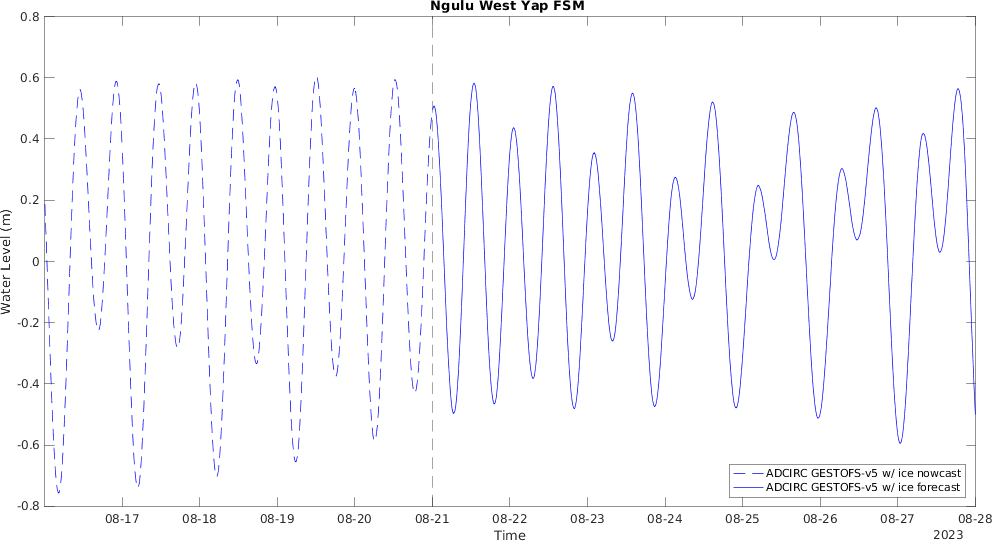 Ngulu West Yap FSM
0.8
0.6
0.4
0.2
0
-0.2
-0.4
-0.6
-0.8
Water Level (m)
ADCIRC GESTOFS-v5 w/ ice nowcast
ADCIRC GESTOFS-v5 w/ ice forecast
08-17 08-18 08-19 08-20 08-21 08-22 08-23 08-24 08-25 08-26 08-27 08-28
Time
2023